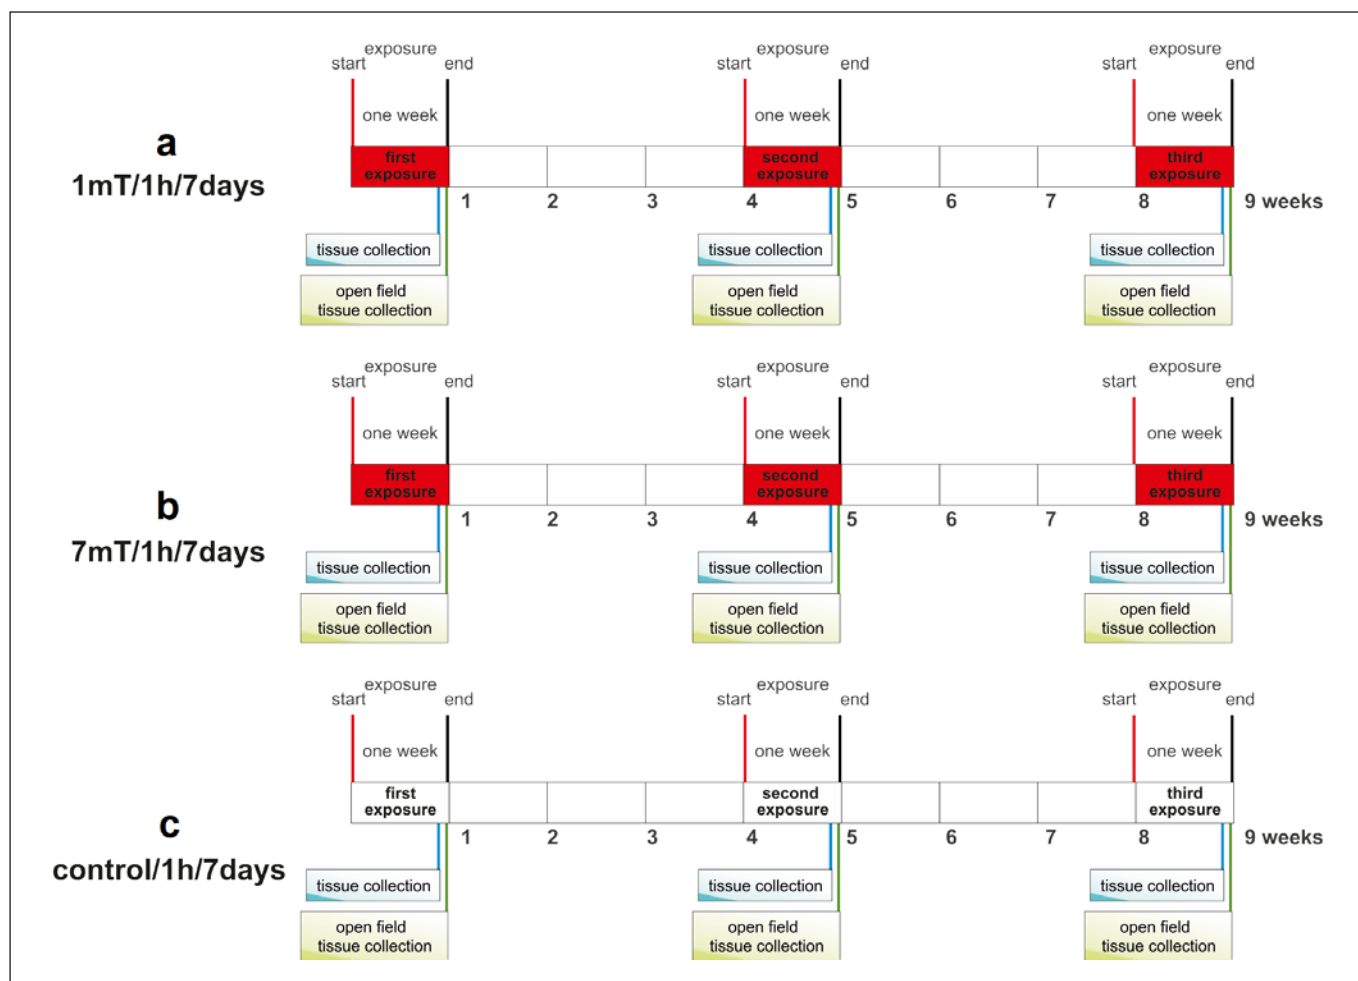 exposure exposure exposure
start end start end start end
one week one week one week
a
1mT/1h/7days
first exposure second exposure third exposure
1 2 3 4 5 6 7 8 9 weeks
tissue collection tissue collection tissue collection
open field open field open field
tissue collection tissue collection tissue collection
exposure exposure exposure
start end start end start end
one week one week one week
b
7mT/1h/7days
first exposure second exposure third exposure
1 2 3 4 5 6 7 8 9 weeks
tissue collection tissue collection tissue collection
open field open field open field
tissue collection tissue collection tissue collection
exposure exposure exposure
start end start end start end
one week one week one week
c
control/1h/7days
first exposure second exposure third exposure
1 2 3 4 5 6 7 8 9 weeks
tissue collection tissue collection tissue collection
open field open field open field
tissue collection tissue collection tissue collection